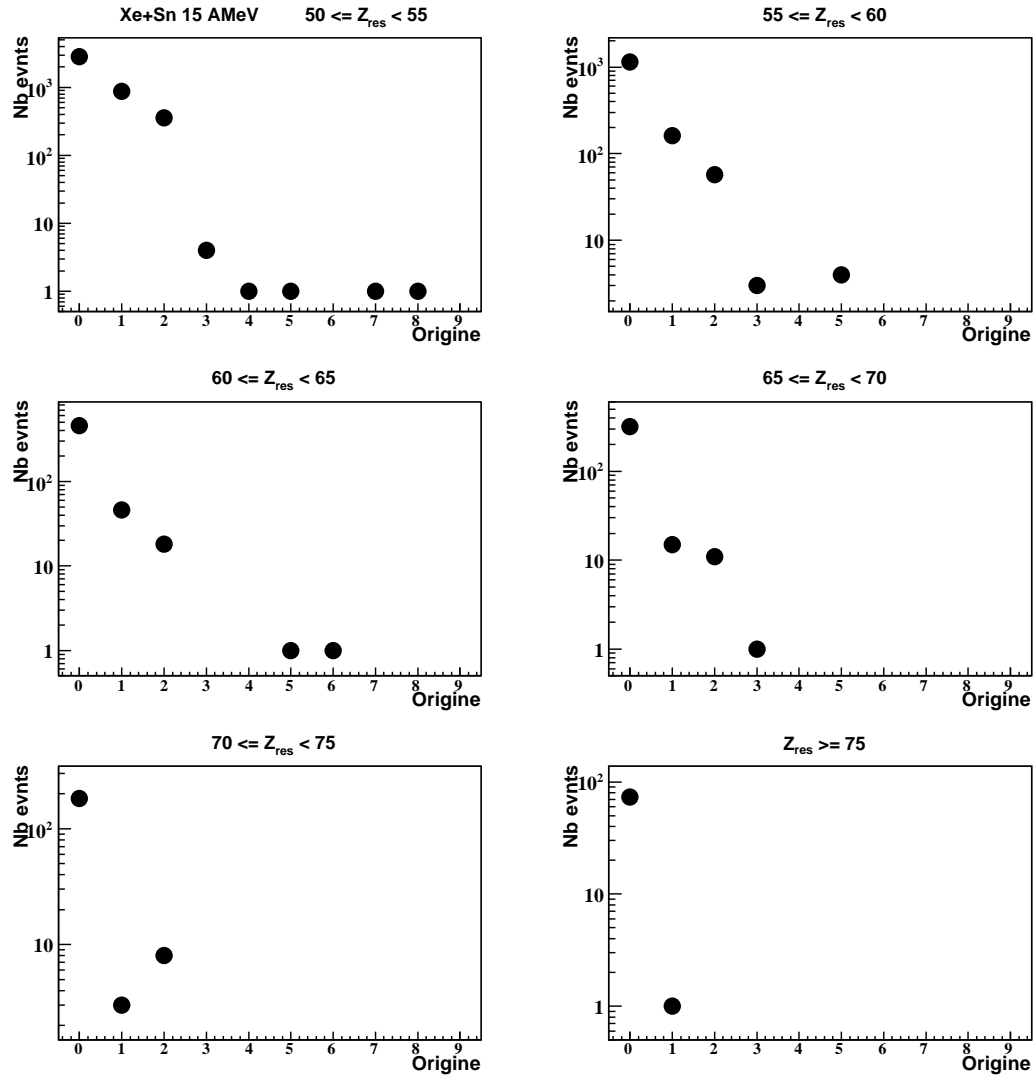 Xe+Sn 15 AMeV 50 <= Z_res < 55
Nb evnts
10^3
10^2
10
1
0 1 2 3 4 5 6 7 8 9
Origine
55 <= Z_res < 60
Nb evnts
10^3
10^2
10
0 1 2 3 4 5 6 7 8 9
Origine
60 <= Z_res < 65
Nb evnts
10^2
10
1
0 1 2 3 4 5 6 7 8 9
Origine
65 <= Z_res < 70
Nb evnts
10^2
10
1
0 1 2 3 4 5 6 7 8 9
Origine
70 <= Z_res < 75
Nb evnts
10^2
10
0 1 2 3 4 5 6 7 8 9
Origine
Z_res >= 75
Nb evnts
10^2
10
1
0 1 2 3 4 5 6 7 8 9
Origine